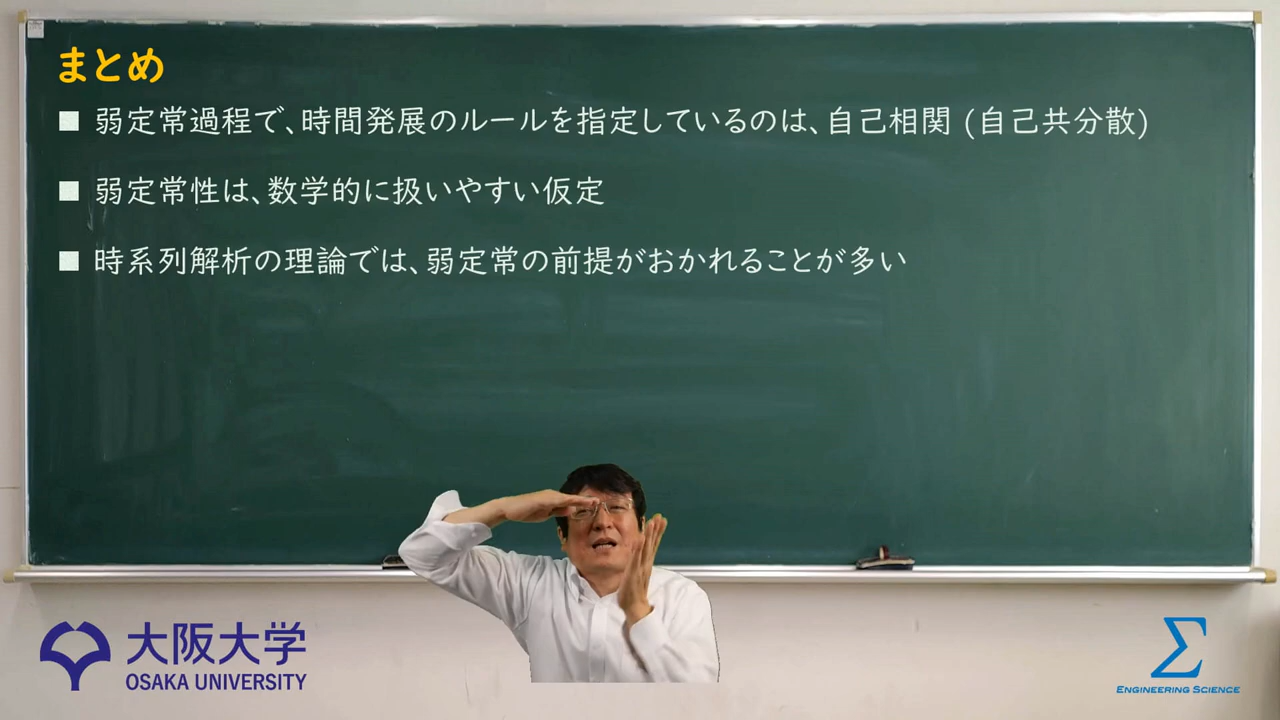 まとめ
■ 弱定常過程で、時間発展のルールを指定しているのは、自己相関 (自己共分散)
■ 弱定常性は、数学的に扱いやすい仮定
■ 時系列解析の理論では、弱定常の前提がおかれることが多い
大阪大学
OSAKA UNIVERSITY
Σ
ENGINEERING SCIENCE